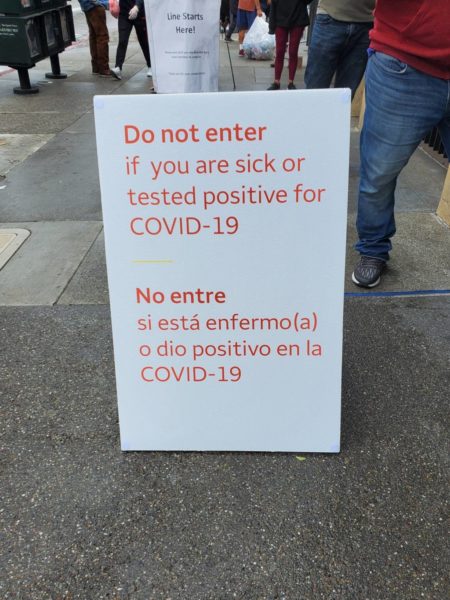 Line Starts
Here!
Do not enter
if you are sick or
tested positive for
COVID-19
No entre
si está enfermo(a)
o dio positivo en la
COVID-19